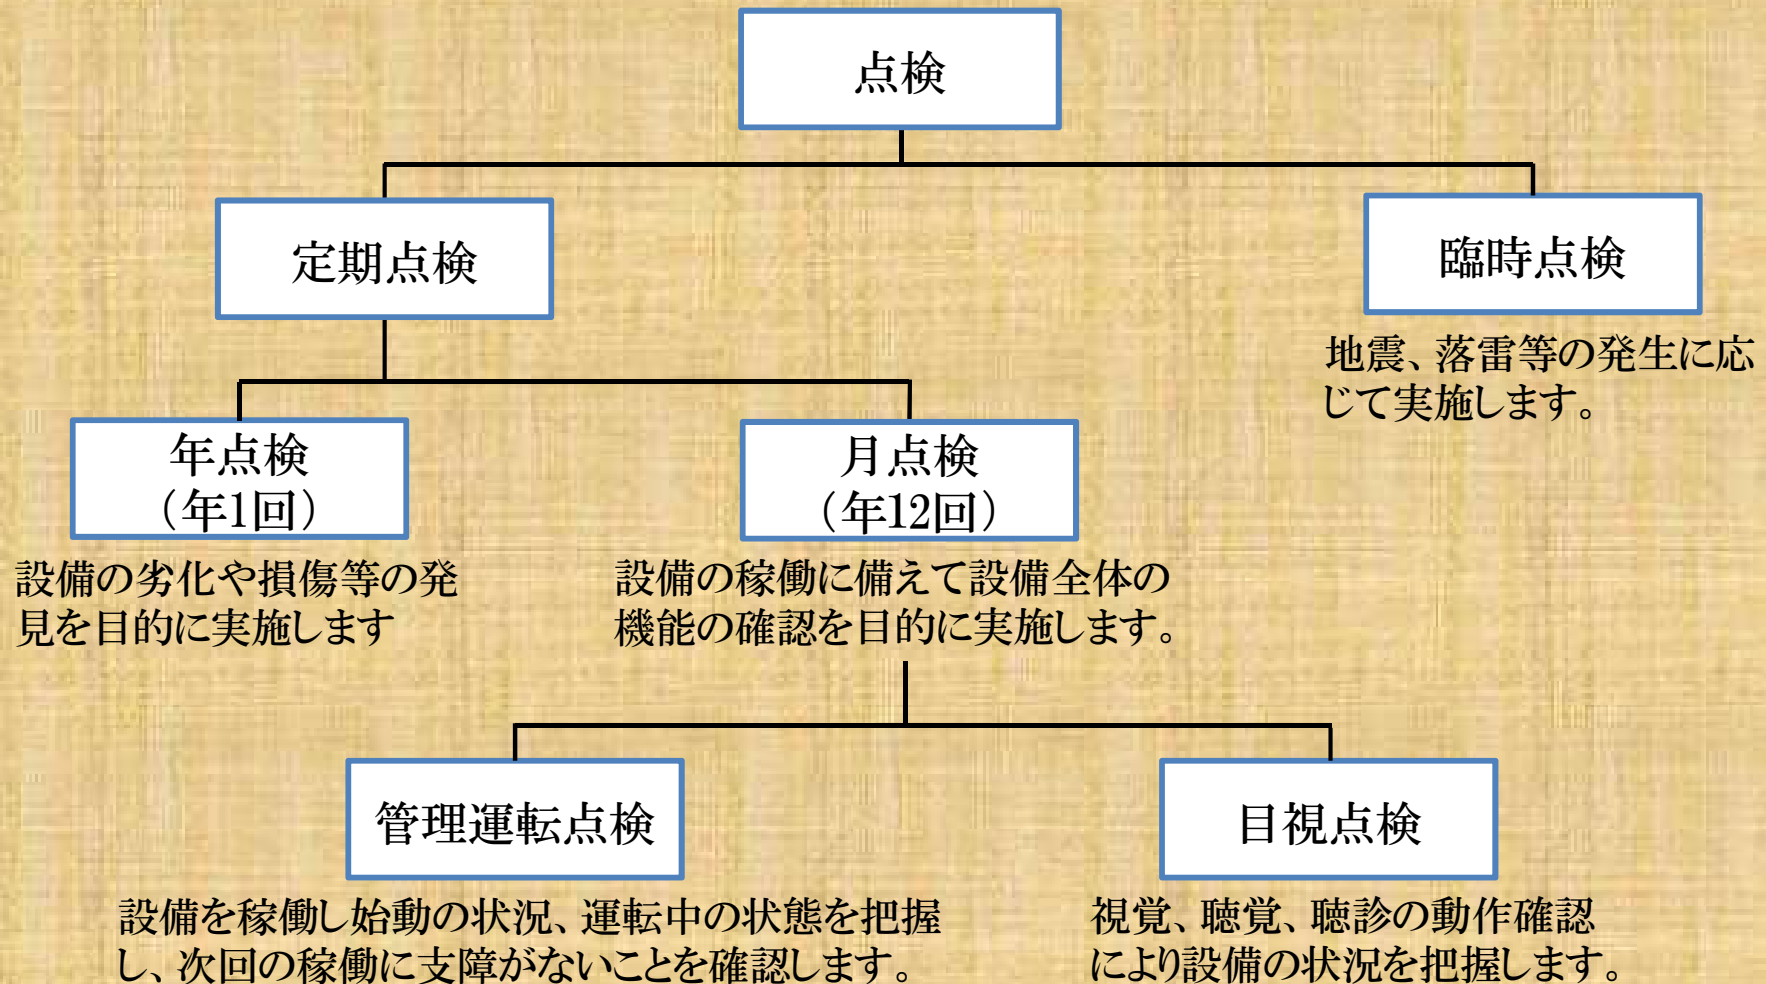 点検
定期点検
臨時点検
地震、落雷等の発生に応
じて実施します。
年点検
（年1回）
月点検
（年12回）
設備の劣化や損傷等の発
見を目的に実施します
設備の稼働に備えて設備全体の
機能の確認を目的に実施します。
管理運転点検
目視点検
設備を稼働し始動の状況、運転中の状態を把握
し、次回の稼働に支障がないことを確認します。
視覚、聴覚、聴診の動作確認
により設備の状況を把握します。